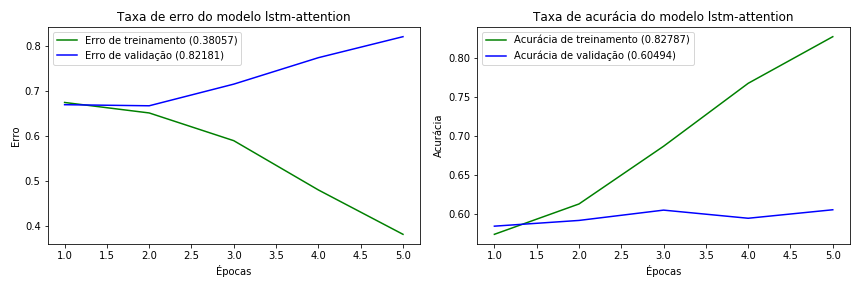 Taxa de erro do modelo lstm-attention
Erro de treinamento (0.38057)
Erro de validação (0.82181)
0.8
0.7
0.6
0.5
0.4
Erro
1.0 1.5 2.0 2.5 3.0 3.5 4.0 4.5 5.0
Épocas
Taxa de acurácia do modelo lstm-attention
Acurácia de treinamento (0.82787)
Acurácia de validação (0.60494)
0.80
0.75
0.70
0.65
0.60
Acurácia
1.0 1.5 2.0 2.5 3.0 3.5 4.0 4.5 5.0
Épocas